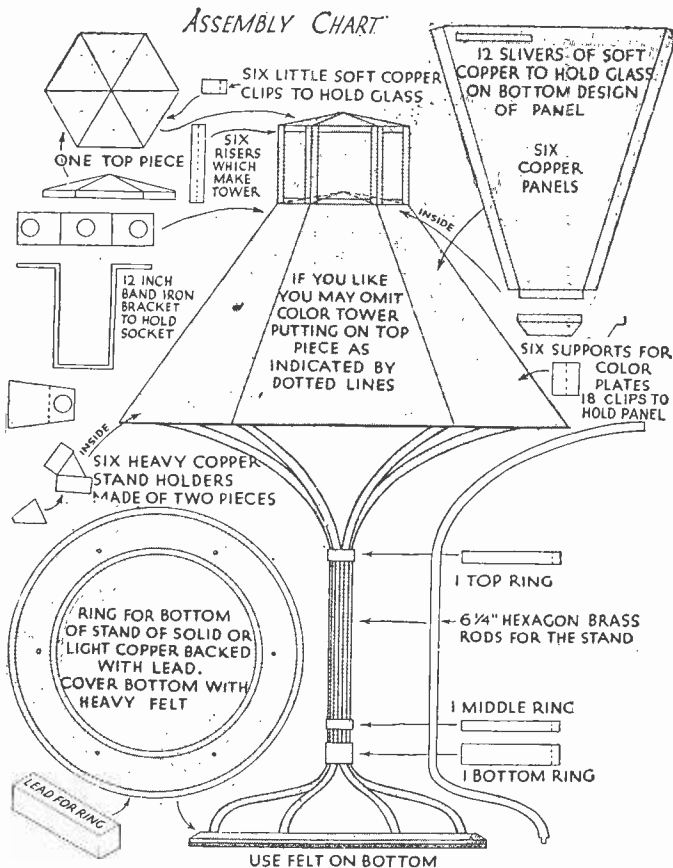 ASSEMBLY CHART
SIX LITTLE SOFT COPPER
CLIPS TO HOLD GLASS
12 SLIVERS OF SOFT
COPPER TO HOLD GLASS
ON BOTTOM DESIGN
OF PANEL
SIX
COPPER
PANELS
ONE TOP PIECE
SIX
RISERS
WHICH
MAKE
TOWER
INSIDE
12 INCH
BAND IRON
BRACKET
TO HOLD
SOCKET
IF YOU LIKE
YOU MAY OMIT
COLOR TOWER
PUTTING ON TOP
PIECE AS
INDICATED BY
DOTTED LINES
SIX SUPPORTS FOR
COLOR
PLATES
18 CLIPS TO
HOLD PANEL
INSIDE
SIX HEAVY COPPER
STAND HOLDERS
MADE OF TWO PIECES
RING FOR BOTTOM
OF STAND OF SOLID OR
LIGHT COPPER BACKED
WITH LEAD.
COVER BOTTOM WITH
HEAVY FELT
1 TOP RING
6 1/4" HEXAGON BRASS
RODS FOR THE STAND
1 MIDDLE RING
1 BOTTOM RING
LEAD FOR RING
USE FELT ON BOTTOM